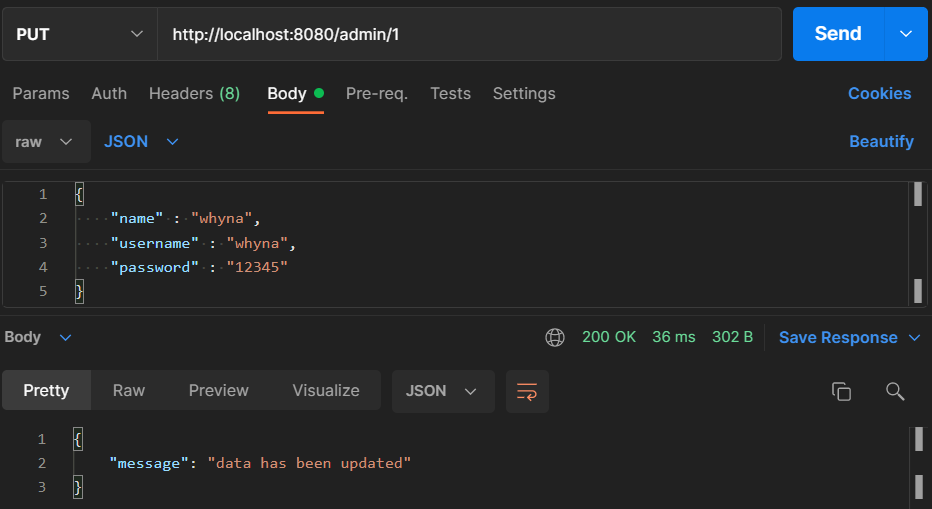 PUT http://localhost:8080/admin/1 Send
Params Auth Headers (8) Body Pre-req. Tests Settings Cookies
raw JSON Beautify
1 {
2 "name" : "whyna",
3 "username" : "whyna",
4 "password" : "12345"
5 }
Body 200 OK 36 ms 302 B Save Response
Pretty Raw Preview Visualize JSON
1 {
2 "message": "data has been updated"
3 }